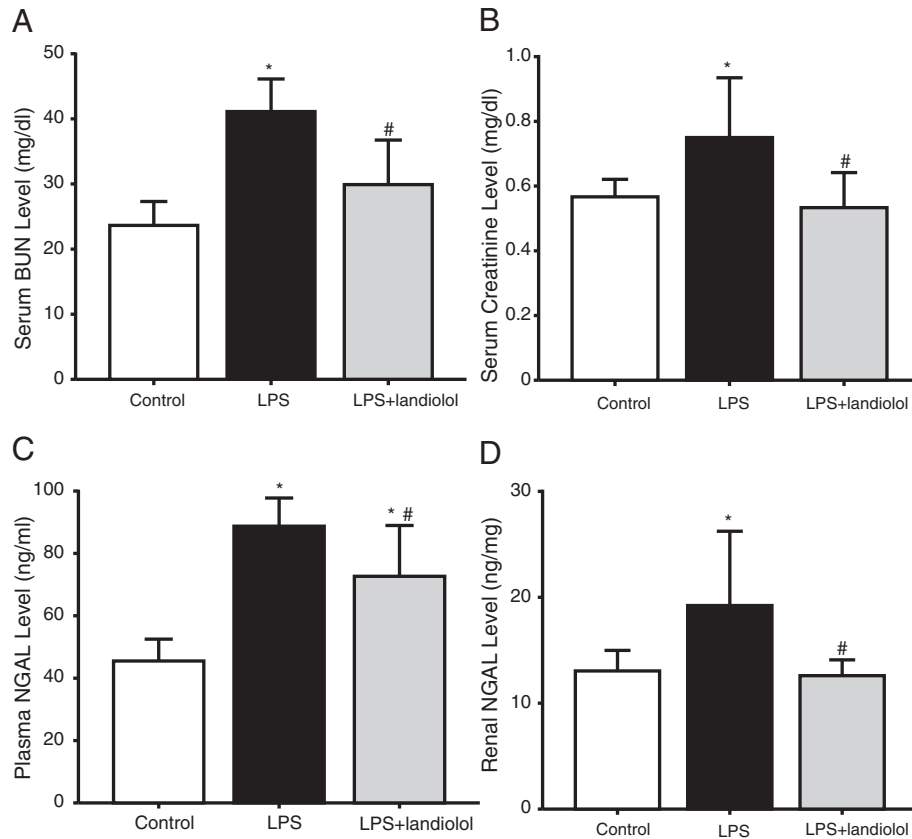 A
Serum BUN Level (mg/dl)
50
40
30
20
10
0
*
#
Control LPS LPS+landiolol
B
Serum Creatinine Level (mg/dl)
1.0
0.8
0.6
0.4
0.2
0
*
#
Control LPS LPS+landiolol
C
Plasma NGAL Level (ng/ml)
100
80
60
40
20
0
*
* #
Control LPS LPS+landiolol
D
Renal NGAL Level (ng/mg)
30
20
10
0
*
#
Control LPS LPS+landiolol